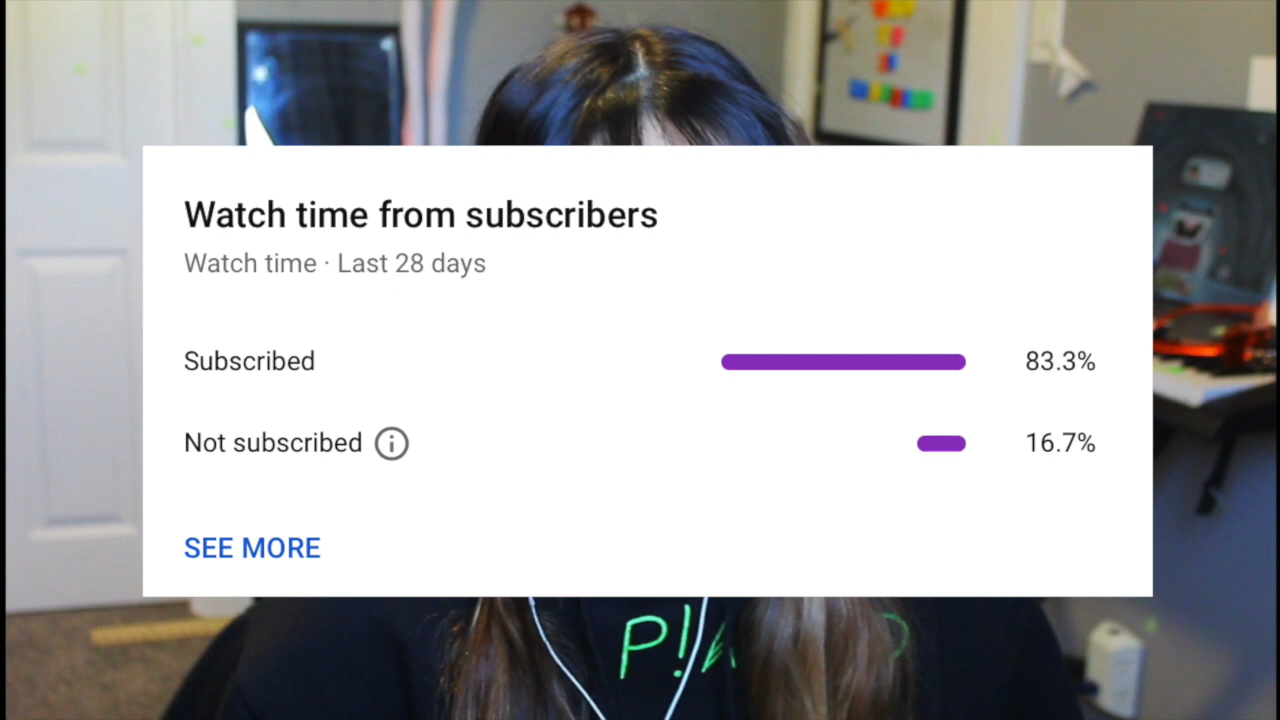 Watch time from subscribers
Watch time · Last 28 days
Subscribed
83.3%
Not subscribed
16.7%
SEE MORE
P!